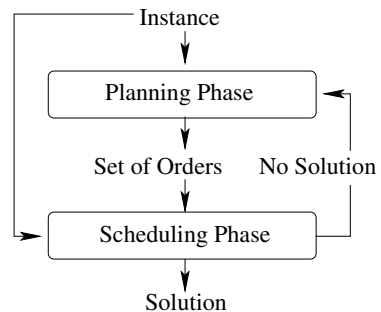 Instance
Planning Phase
Set of Orders
No Solution
Scheduling Phase
Solution